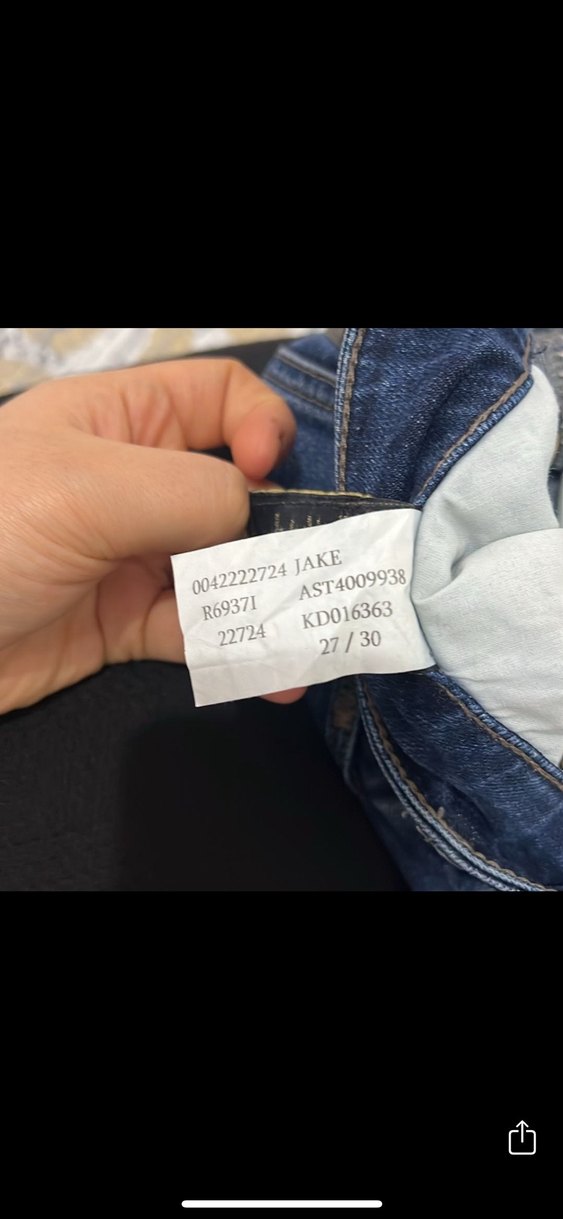 0042222724 JAKE
R6937I AST4009938
22724 KD016363
27 / 30